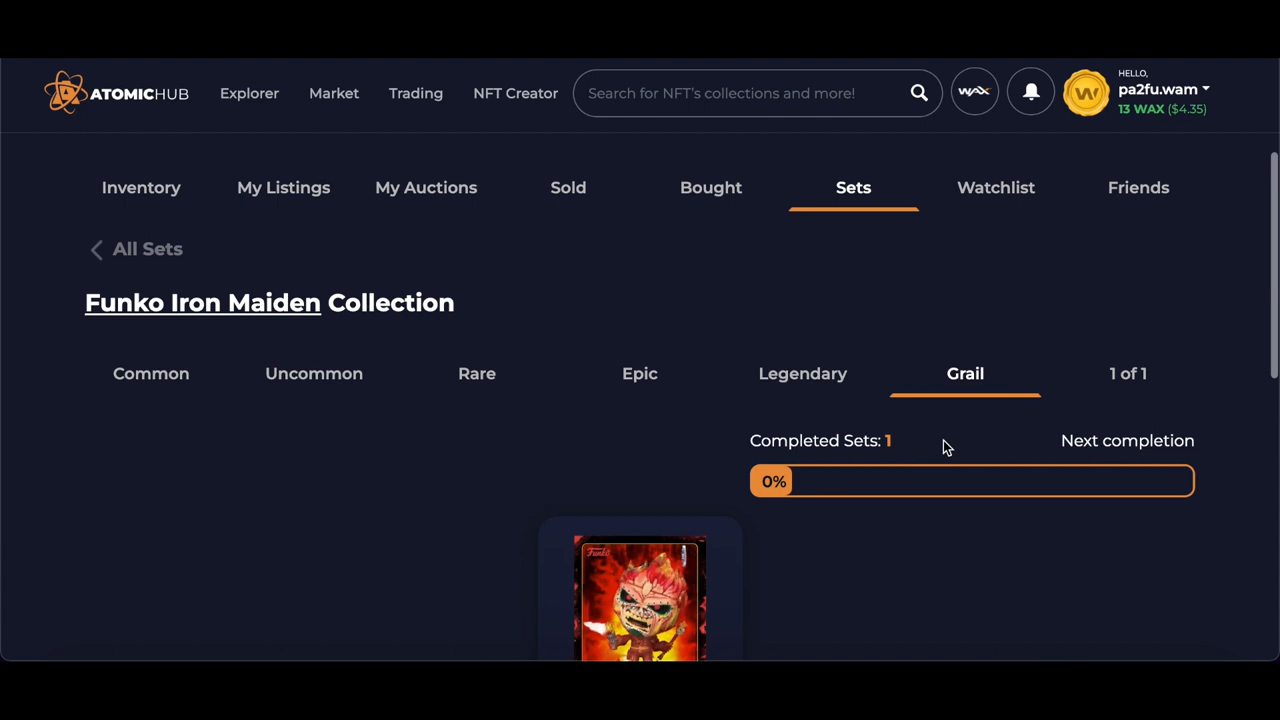 ATOMICHUB
Explorer
Market
Trading
NFT Creator
Search for NFT's collections and more!
WAX
W
HELLO,
pa2fu.wam
13 WAX ($4.35)
Inventory
My Listings
My Auctions
Sold
Bought
Sets
Watchlist
Friends
All Sets
Funko Iron Maiden Collection
Common
Uncommon
Rare
Epic
Legendary
Grail
1 of 1
Completed Sets: 1
Next completion
0%
Funko